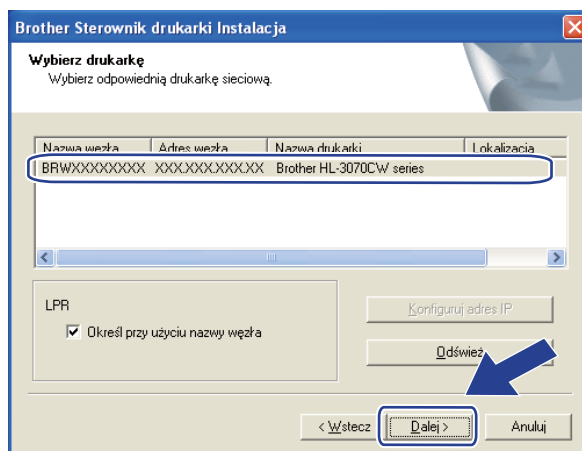 Brother Sterownik drukarki Instalacja
Wybierz drukarkę
Wybierz odpowiednią drukarkę sieciową.
Nazwa węzła Adres węzła Nazwa drukarki Lokalizacja
BRWXXXXXXXX XXX.XXX.XXX.XX Brother HL-3070CW series
LPR
Konfiguruj adres IP
Określ przy użyciu nazwy węzła
Odśwież
< Wstecz Dalej > Anuluj